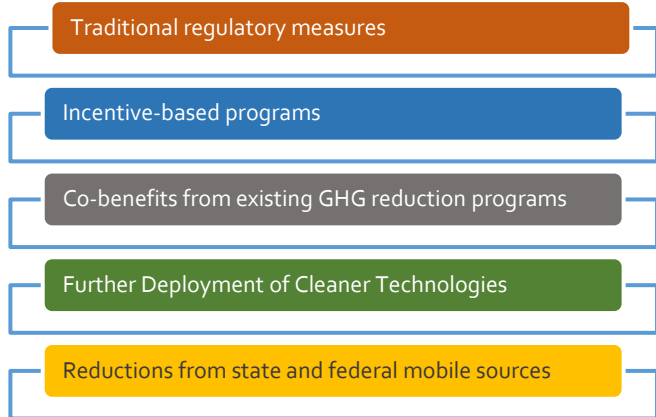 Traditional regulatory measures
Incentive-based programs
Co-benefits from existing GHG reduction programs
Further Deployment of Cleaner Technologies
Reductions from state and federal mobile sources